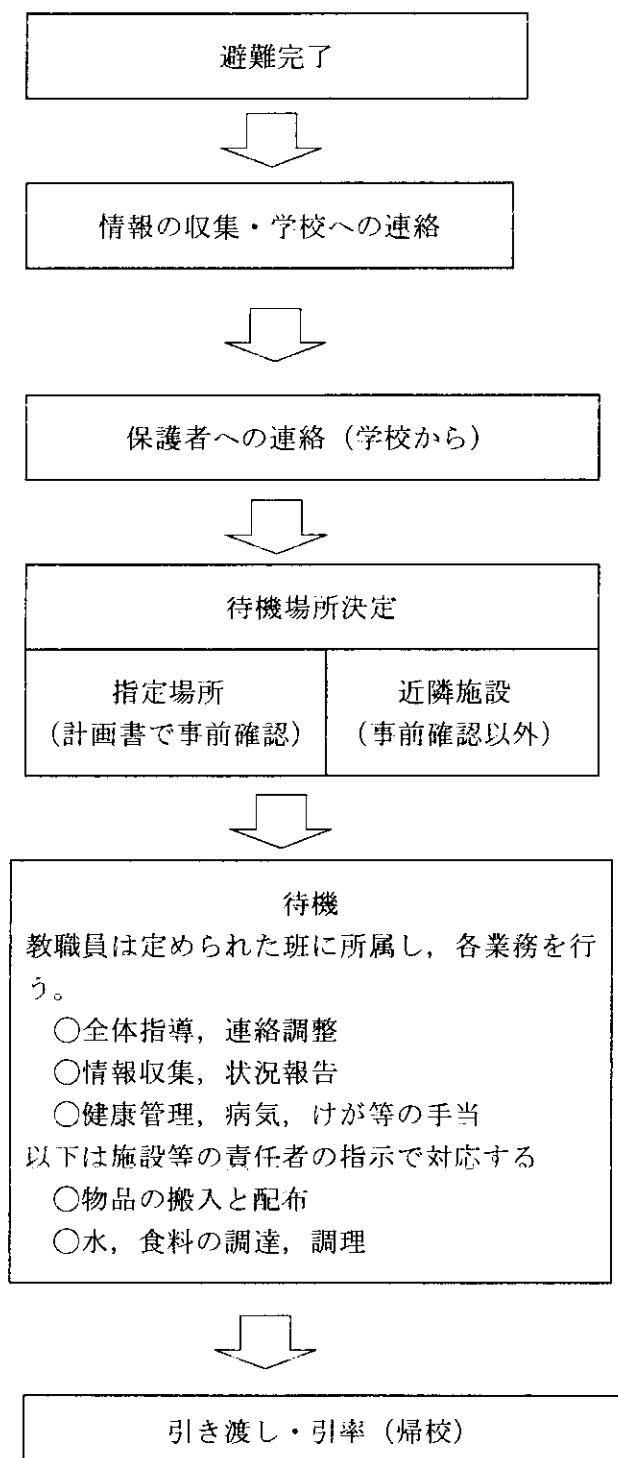 避難完了
情報の収集・学校への連絡
保護者への連絡（学校から）
待機場所決定
指定場所
（計画書で事前確認）
近隣施設
（事前確認以外）
待機
教職員は定められた班に所属し，各業務を行
う。
○全体指導，連絡調整
○情報収集，状況報告
○健康管理，病気，けが等の手当
以下は施設等の責任者の指示で対応する
○物品の搬入と配布
○水，食料の調達，調理
引き渡し・引率（帰校）